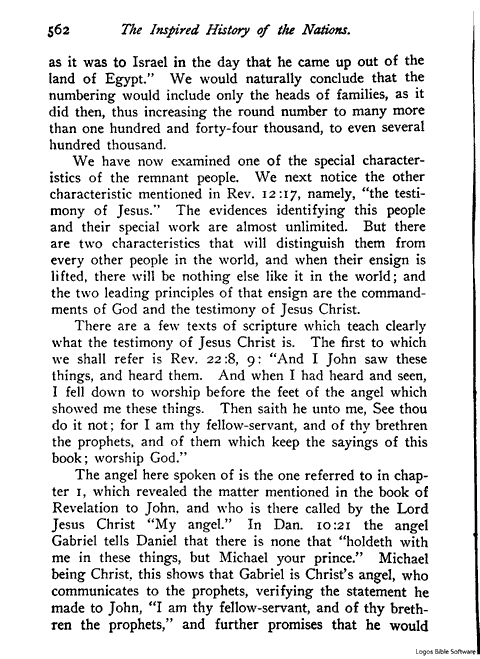 562 The Inspired History of the Nations.
as it was to Israel in the day that he came up out of the
land of Egypt." We would naturally conclude that the
numbering would include only the heads of families, as it
did then, thus increasing the round number to many more
than one hundred and forty-four thousand, to even several
hundred thousand.
We have now examined one of the special character-
istics of the remnant people. We next notice the other
characteristic mentioned in Rev. 12:17, namely, "the testi-
mony of Jesus." The evidences identifying this people
and their special work are almost unlimited. But there
are two characteristics that will distinguish them from
every other people in the world, and when their ensign is
lifted, there will be nothing else like it in the world; and
the two leading principles of that ensign are the command-
ments of God and the testimony of Jesus Christ.
There are a few texts of scripture which teach clearly
what the testimony of Jesus Christ is. The first to which
we shall refer is Rev. 22:8, 9: "And I John saw these
things, and heard them. And when I had heard and seen,
I fell down to worship before the feet of the angel which
showed me these things. Then saith he unto me, See thou
do it not; for I am thy fellow-servant, and of thy brethren
the prophets, and of them which keep the sayings of this
book; worship God."
The angel here spoken of is the one referred to in chap-
ter 1, which revealed the matter mentioned in the book of
Revelation to John, and who is there called by the Lord
Jesus Christ "My angel." In Dan. 10:21 the angel
Gabriel tells Daniel that there is none that "holdeth with
me in these things, but Michael your prince." Michael
being Christ, this shows that Gabriel is Christ's angel, who
communicates to the prophets, verifying the statement he
made to John, "I am thy fellow-servant, and of thy breth-
ren the prophets," and further promises that he would
Logos Bible Software